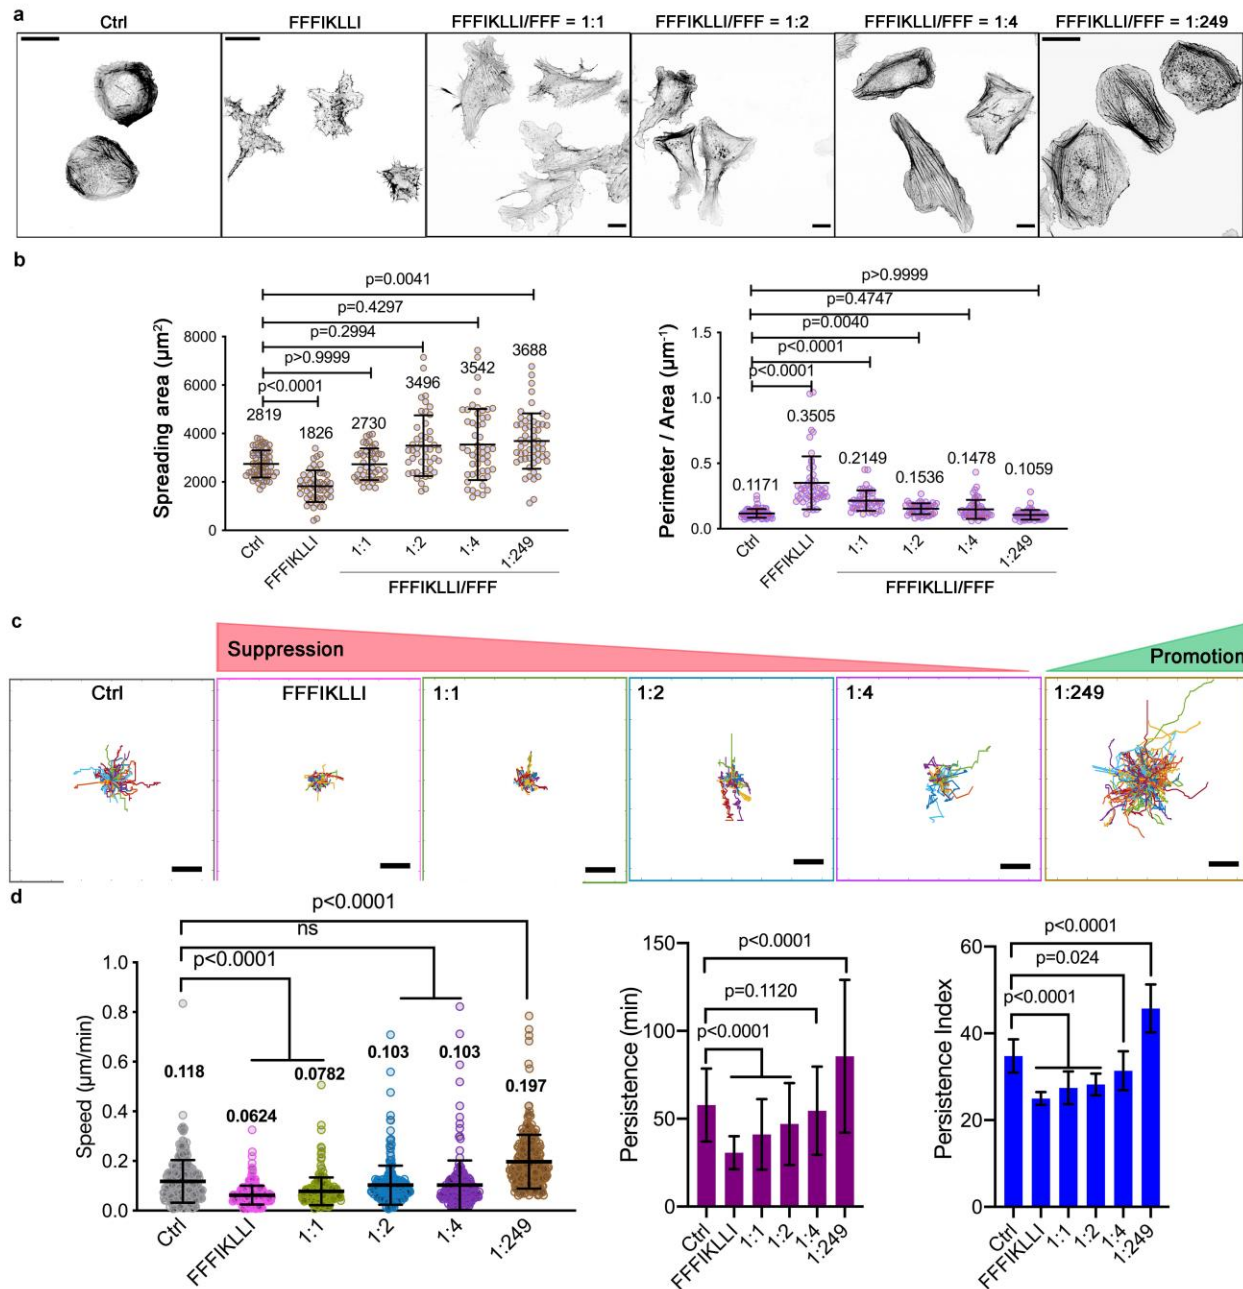 a
Ctrl FFFIKLLI FFFIKLLI/FFF = 1:1 FFFIKLLI/FFF = 1:2 FFFIKLLI/FFF = 1:4 FFFIKLLI/FFF = 1:249
b
p=0.0041
p=0.4297
p=0.2994
p>0.9999
p<0.0001
Spreading area (µm²)
8000
6000
4000
2000
0
2819
1826
2730
3496
3542
3688
Ctrl
FFFIKLLI
1:1
1:2
1:4
1:249
FFFIKLLI/FFF
p>0.9999
p=0.4747
p=0.0040
p<0.0001
p<0.0001
Perimeter / Area (µm⁻¹)
1.5
1.0
0.5
0.0
0.1171
0.3505
0.2149
0.1536
0.1478
0.1059
Ctrl
FFFIKLLI
1:1
1:2
1:4
1:249
FFFIKLLI/FFF
c
Suppression
Promotion
Ctrl FFFIKLLI 1:1 1:2 1:4 1:249
d
p<0.0001
ns
p<0.0001
Speed (µm/min)
1.0
0.8
0.6
0.4
0.2
0.0
0.118
0.0624
0.0782
0.103
0.103
0.197
Ctrl
FFFIKLLI
1:1
1:2
1:4
1:249
p<0.0001
p=0.1120
p<0.0001
Persistence (min)
150
100
50
0
Ctrl
FFFIKLLI
1:1
1:2
1:4
1:249
p<0.0001
p=0.024
p<0.0001
Persistence Index
60
40
20
0
Ctrl
FFFIKLLI
1:1
1:2
1:4
1:249